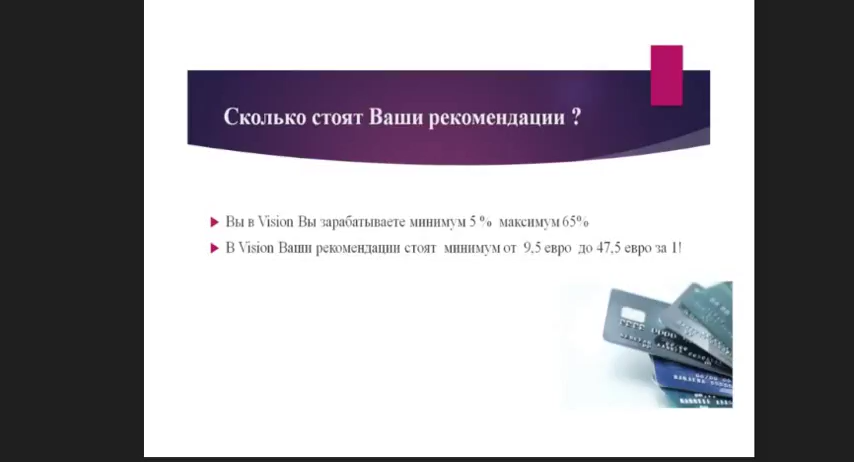 Сколько стоят Ваши рекомендации ?
Вы в Vision Вы зарабатываете минимум 5 % максимум 65%
В Vision Ваши рекомендации стоят минимум от 9,5 евро до 47,5 евро за 1!